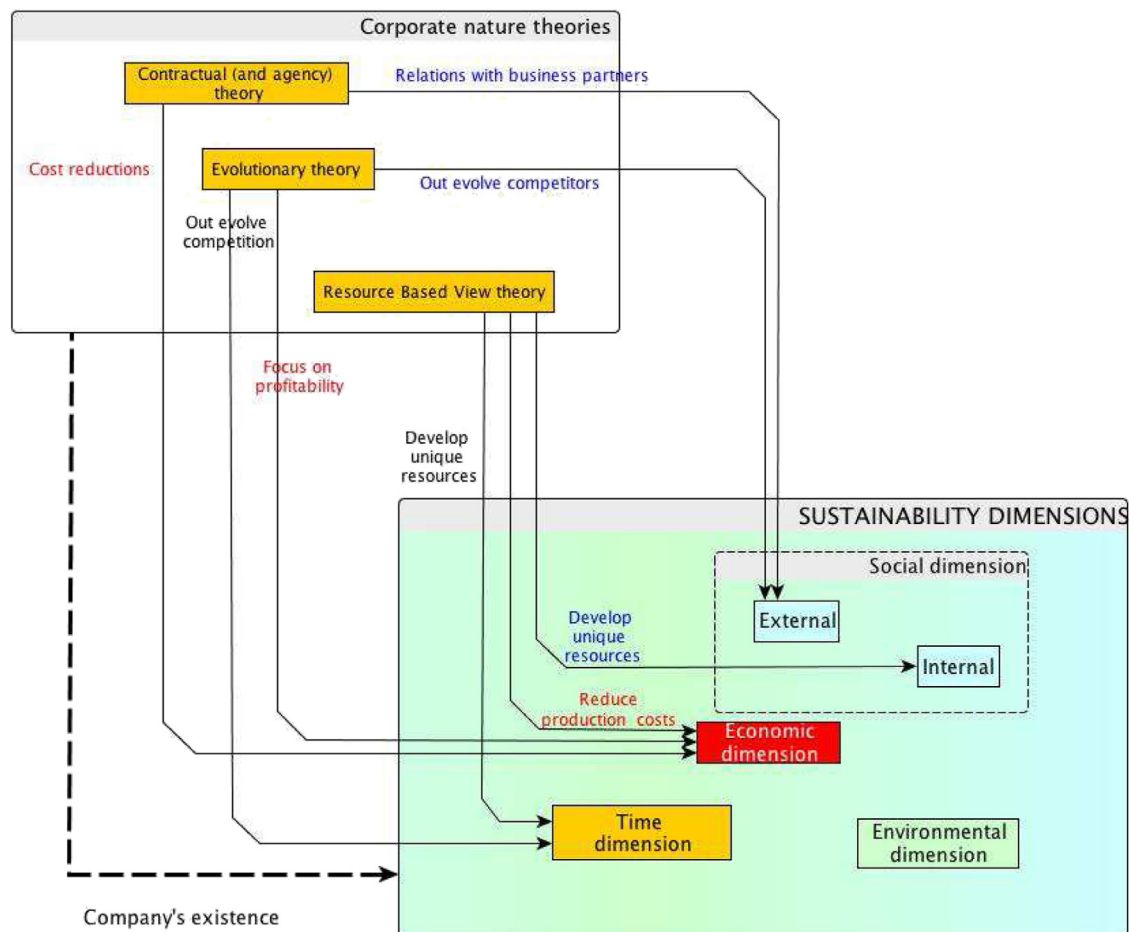 Corporate nature theories
Contractual (and agency)
theory
Relations with business partners
Cost reductions
Evolutionary theory
Out evolve competitors
Out evolve
competition
Resource Based View theory
Focus on
profitability
Develop
unique
resources
SUSTAINABILITY DIMENSIONS
Social dimension
External
Develop
unique
resources
Internal
Reduce
production costs
Economic
dimension
Time
dimension
Environmental
dimension
Company's existence